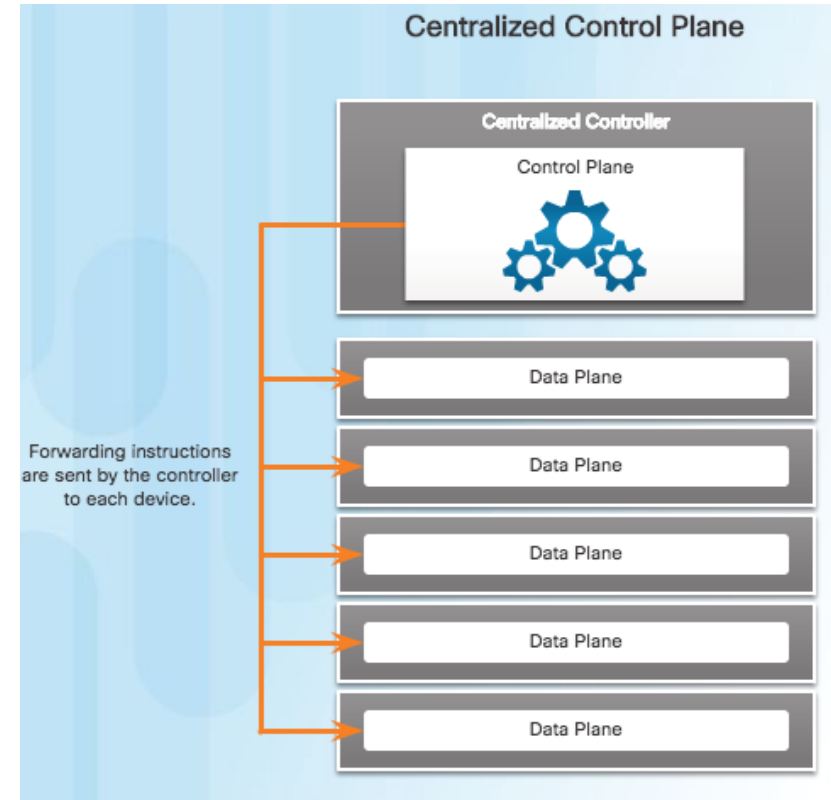 Centralized Control Plane
Centralized Controller
Control Plane
Data Plane
Data Plane
Forwarding instructions
are sent by the controller
to each device.
Data Plane
Data Plane
Data Plane